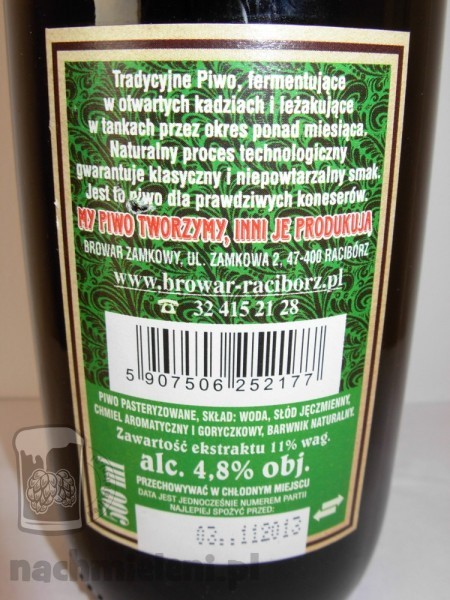 Tradycyjne Piwo, fermentujące
w otwartych kadziach i leżakujące
w tankach przez okres ponad miesiąca.
Naturalny proces technologiczny
gwarantuje klasyczny i niepowtarzalny smak.
Jest to piwo dla prawdziwych koneserów.
MY PIWO TWORZYMY, INNI JE PRODUKUJĄ
BROWAR ZAMKOWY, UL. ZAMKOWA 2, 47-400 RACIBÓRZ
www.browar-raciborz.pl
☎ 32 415 21 28
5 907506 252177
PIWO PASTERYZOWANE, SKŁAD: WODA, SŁÓD JĘCZMIENNY,
CHMIEL AROMATYCZNY I GORYCZKOWY, BARWNIK NATURALNY.
Zawartość ekstraktu 11% wag.
alc. 4,8% obj.
PRZECHOWYWAĆ W CHŁODNYM MIEJSCU
DATA JEST JEDNOCZEŚNIE NUMEREM PARTII
NAJLEPIEJ SPOŻYĆ PRZED:
03..112013
500 ml
nachmieleni.pl